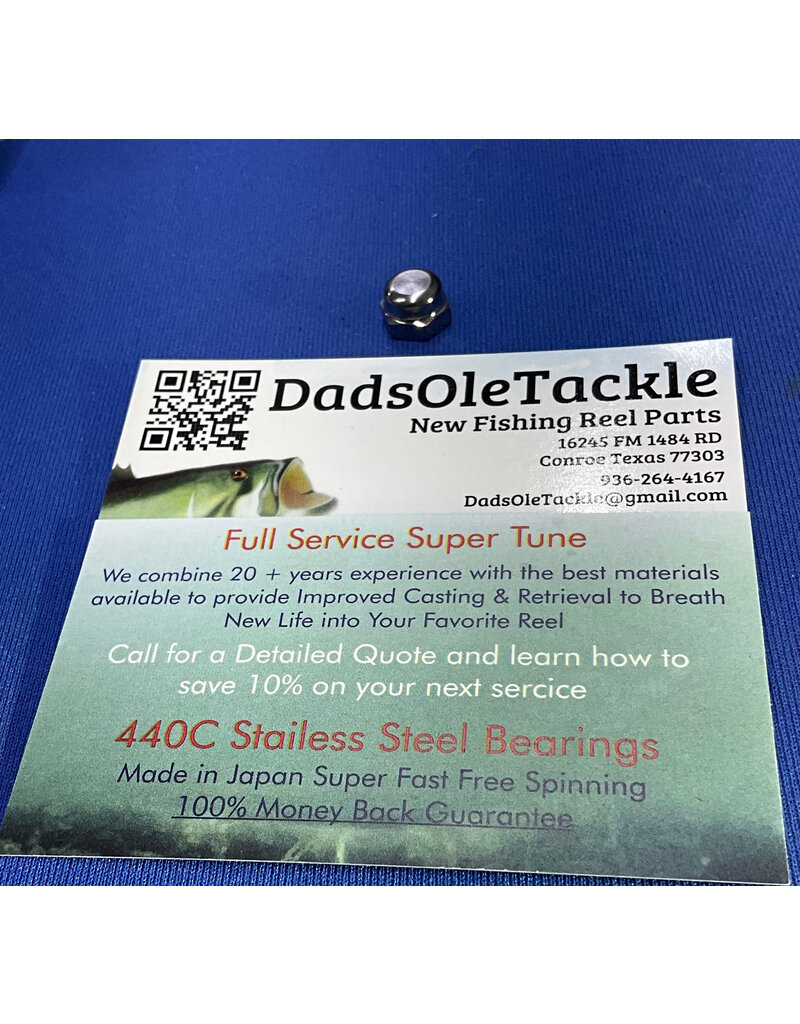 DadsOleTackle
New Fishing Reel Parts
16245 FM 1484 RD
Conroe Texas 77303
936-264-4167
DadsOleTackle@gmail.com
Full Service Super Tune
We combine 20 + years experience with the best materials
available to provide Improved Casting & Retrieval to Breath
New Life into Your Favorite Reel
Call for a Detailed Quote and learn how to
save 10% on your next sercice
440C Stailess Steel Bearings
Made in Japan Super Fast Free Spinning
100% Money Back Guarantee